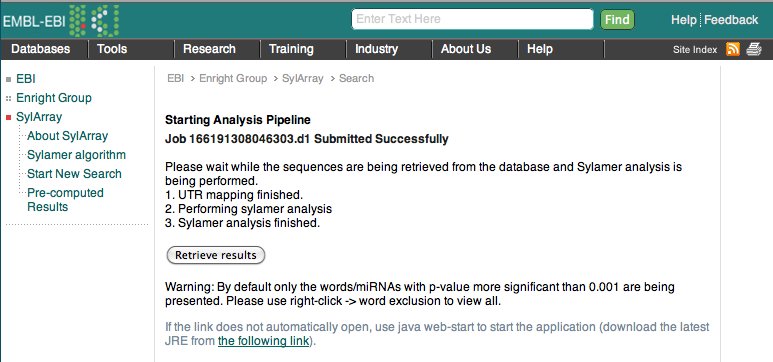 EMBL-EBI
Enter Text Here
Find
Help Feedback
Databases Tools Research Training Industry About Us Help Site Index
EBI
Enright Group
SylArray
About SylArray
Sylamer algorithm
Start New Search
Pre-computed
Results
EBI > Enright Group > SylArray > Search
Starting Analysis Pipeline
Job 166191308046303.d1 Submitted Successfully
Please wait while the sequences are being retrieved from the database and Sylamer analysis is
being performed.
1. UTR mapping finished.
2. Performing sylamer analysis
3. Sylamer analysis finished.
Retrieve results
Warning: By default only the words/miRNAs with p-value more significant than 0.001 are being
presented. Please use right-click -> word exclusion to view all.
If the link does not automatically open, use java web-start to start the application (download the latest
JRE from the following link).